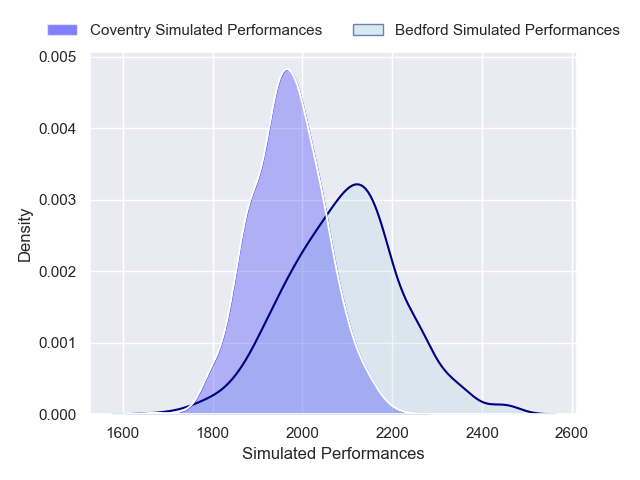 Coventry Simulated Performances Bedford Simulated Performances
0.005
0.004
0.003
0.002
0.001
0.000
Density
1600 1800 2000 2200 2400 2600
Simulated Performances